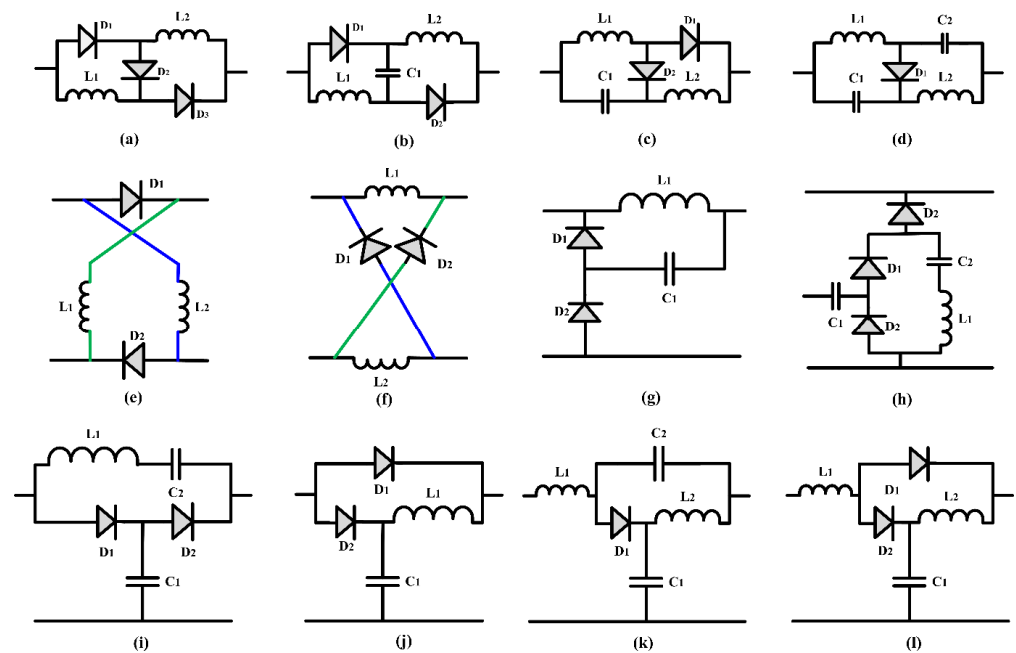 D1 L2
D2
L1 D3
(a)
D1 L2
L1 C1
D2
(b)
L1 D1
C1 D2 L2
(c)
L1 C2
C1 D1 L2
(d)
D1
L1 L2
D2
(e)
L1
D1 D2
L2
(f)
L1
D1
C1
D2
(g)
D2
D1 C2
C1 D2 L1
(h)
L1
C2
D1 D2
C1
(i)
D1
L1
D2
C1
(j)
C2
L1
L2
D1
C1
(k)
L1
D1
L2
D2
C1
(l)